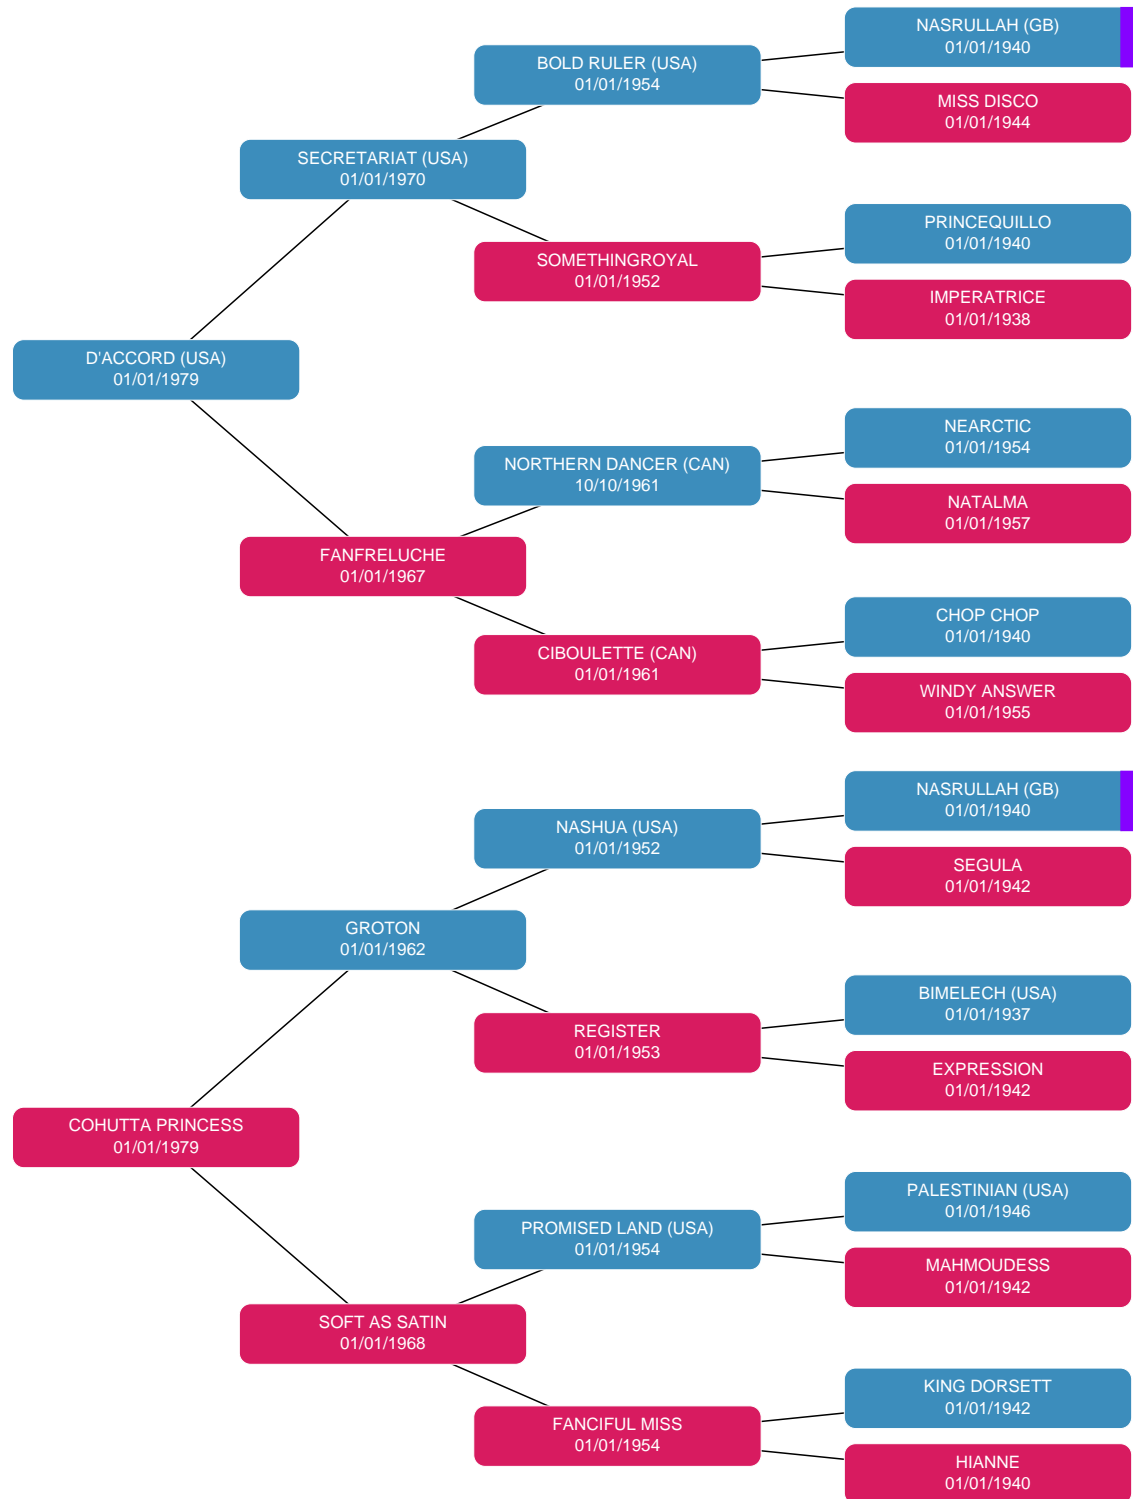 NASRULLAH (GB)
01/01/1940
BOLD RULER (USA)
01/01/1954
MISS DISCO
01/01/1944
SECRETARIAT (USA)
01/01/1970
PRINCEQUILLO
01/01/1940
SOMETHINGROYAL
01/01/1952
IMPERATRICE
01/01/1938
D'ACCORD (USA)
01/01/1979
NEARCTIC
01/01/1954
NORTHERN DANCER (CAN)
10/10/1961
NATALMA
01/01/1957
FANFRELUCHE
01/01/1967
CHOP CHOP
01/01/1940
CIBOULETTE (CAN)
01/01/1961
WINDY ANSWER
01/01/1955
NASRULLAH (GB)
01/01/1940
NASHUA (USA)
01/01/1952
SEGULA
01/01/1942
GROTON
01/01/1962
BIMELECH (USA)
01/01/1937
REGISTER
01/01/1953
EXPRESSION
01/01/1942
COHUTTA PRINCESS
01/01/1979
PALESTINIAN (USA)
01/01/1946
PROMISED LAND (USA)
01/01/1954
MAHMOUDESS
01/01/1942
SOFT AS SATIN
01/01/1968
KING DORSETT
01/01/1942
FANCIFUL MISS
01/01/1954
HIANNE
01/01/1940